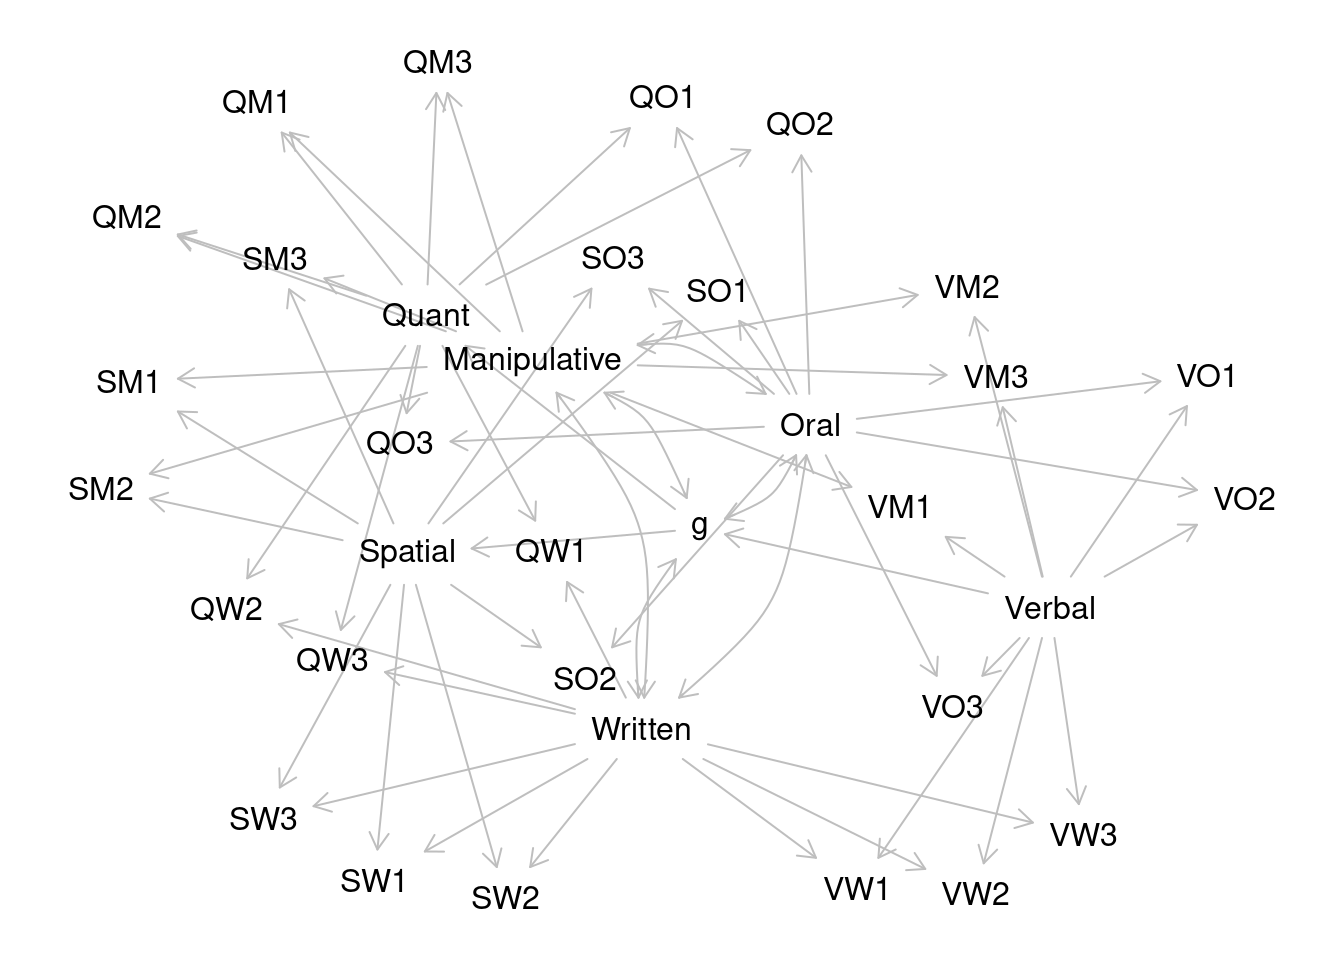 QM3
QM1
QO1
QO2
QM2
SM3
SO3
SO1
VM2
Quant
Manipulative
SM1
VM3
VO1
Oral
QO3
SM2
VM1
VO2
g
Spatial
QW1
QW2
Verbal
QW3
SO2
VO3
Written
SW3
VW3
SW1
SW2
VW1
VW2